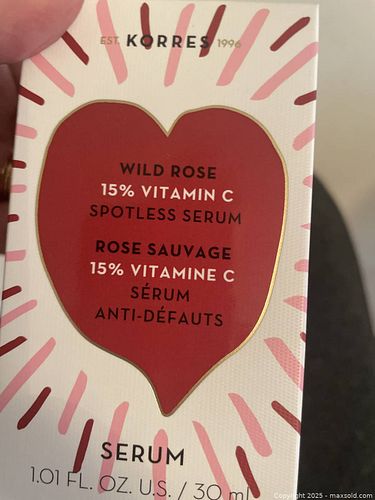 EST. KORRES 1996
WILD ROSE
15% VITAMIN C
SPOTLESS SERUM
ROSE SAUVAGE
15% VITAMINE C
SÉRUM
ANTI-DÉFAUTS
SERUM
1.01 FL. OZ. U.S. / 30 ml
Copyright 2025 - maxsold.com